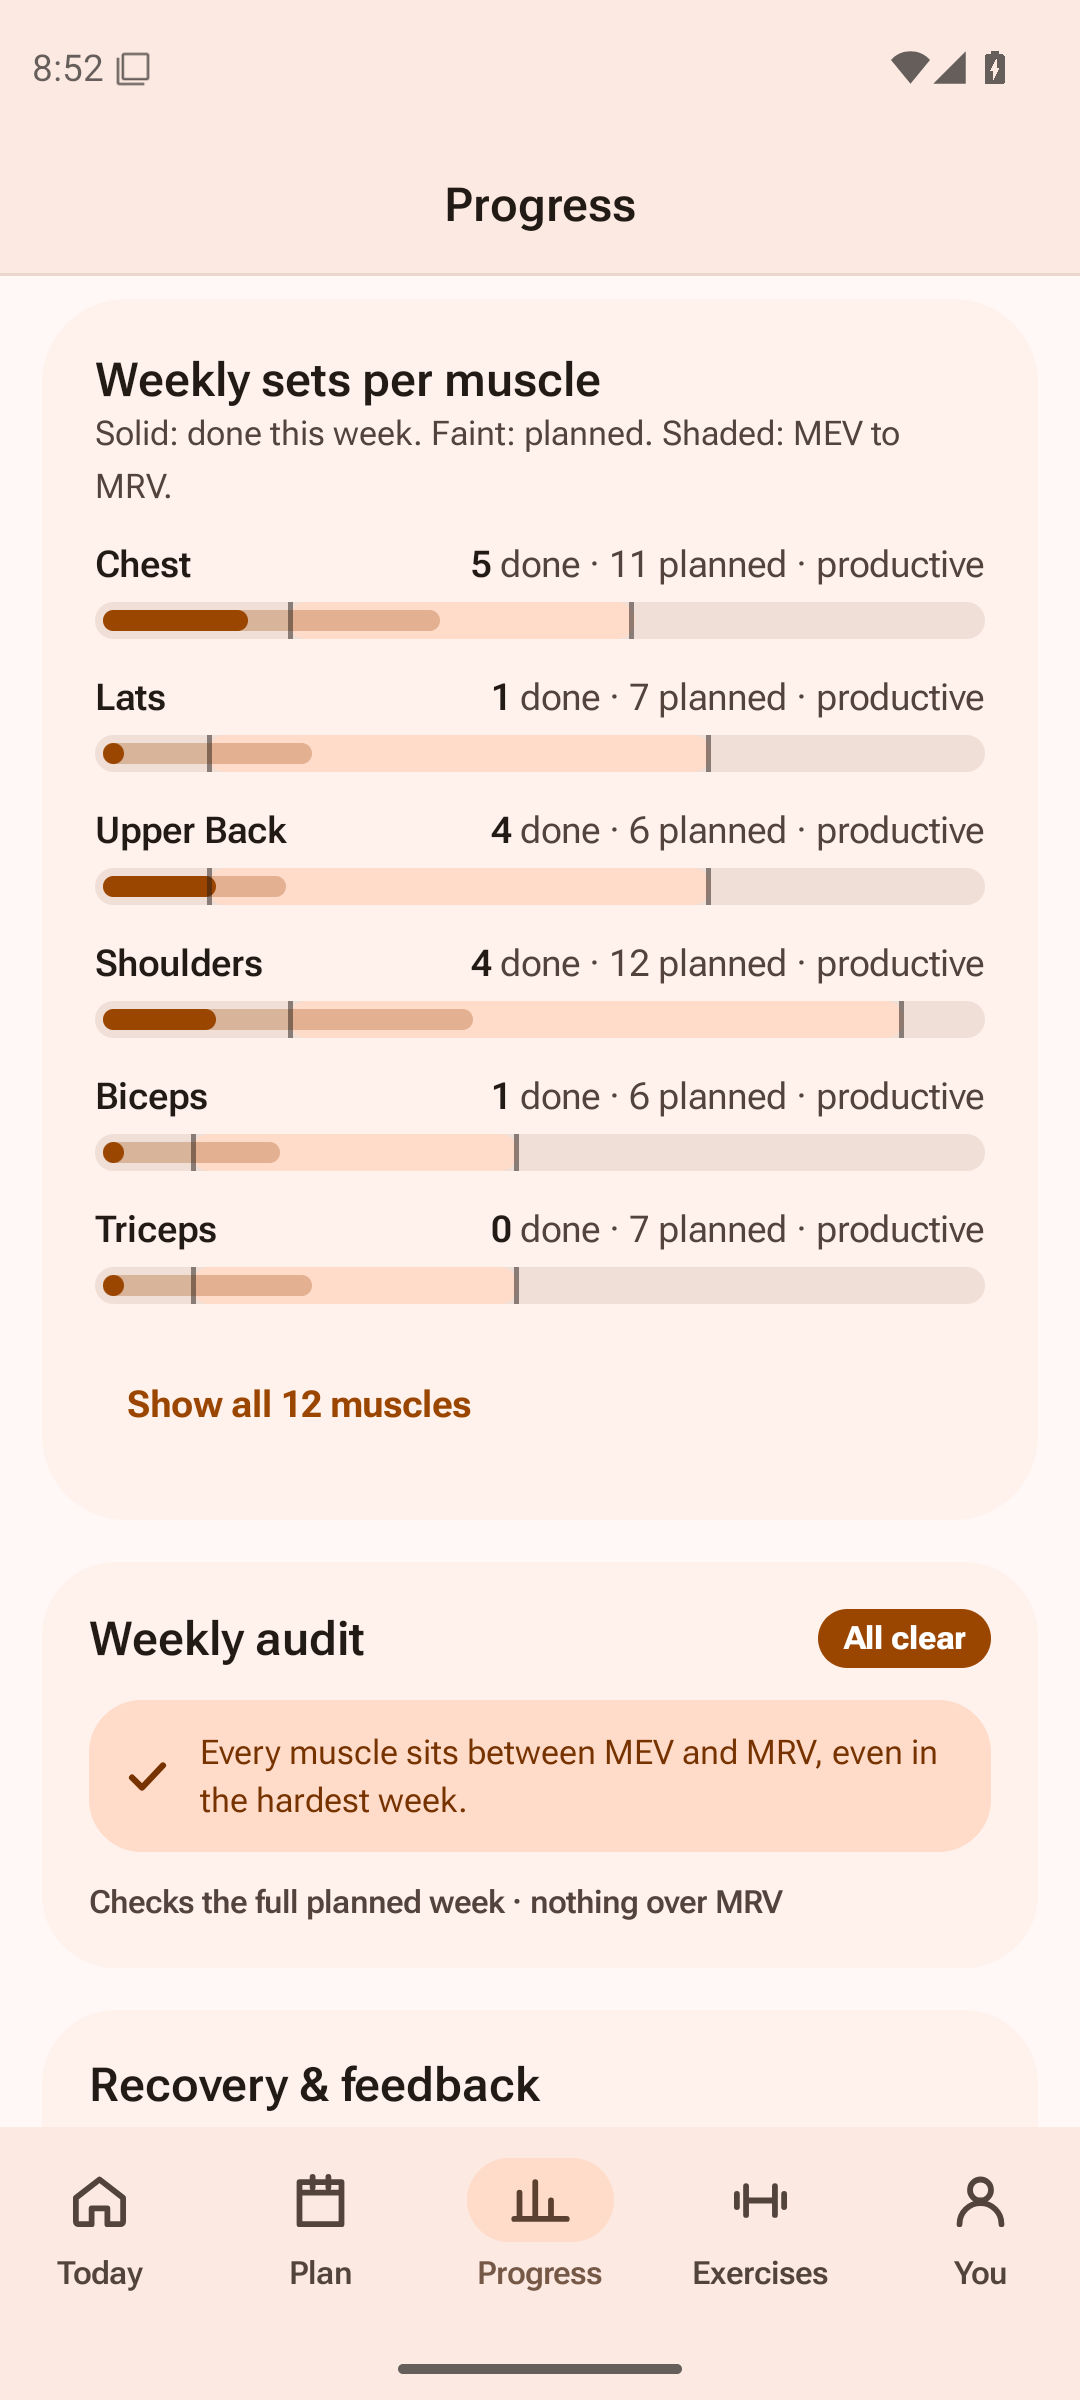 8:52
Progress
Weekly sets per muscle
Solid: done this week. Faint: planned. Shaded: MEV to
MRV.
Chest 5 done · 11 planned · productive
Lats 1 done · 7 planned · productive
Upper Back 4 done · 6 planned · productive
Shoulders 4 done · 12 planned · productive
Biceps 1 done · 6 planned · productive
Triceps 0 done · 7 planned · productive
Show all 12 muscles
Weekly audit All clear
Every muscle sits between MEV and MRV, even in
the hardest week.
Checks the full planned week · nothing over MRV
Recovery & feedback
Today Plan Progress Exercises You